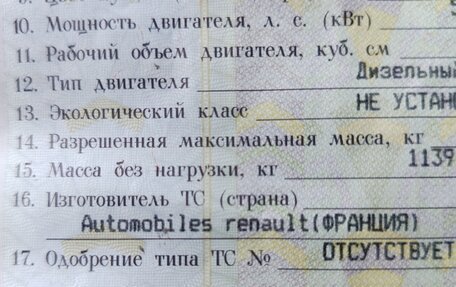 10. Мощность двигателя, л. с. (кВт)
11. Рабочий объем двигателя, куб. см
12. Тип двигателя Дизельный
13. Экологический класс НЕ УСТАН
14. Разрешенная максимальная масса, кг
15. Масса без нагрузки, кг 1139
16. Изготовитель ТС (страна)
Automobiles renault(ФРАНЦИЯ)
17. Одобрение типа ТС № ОТСУТСТВУЕТ